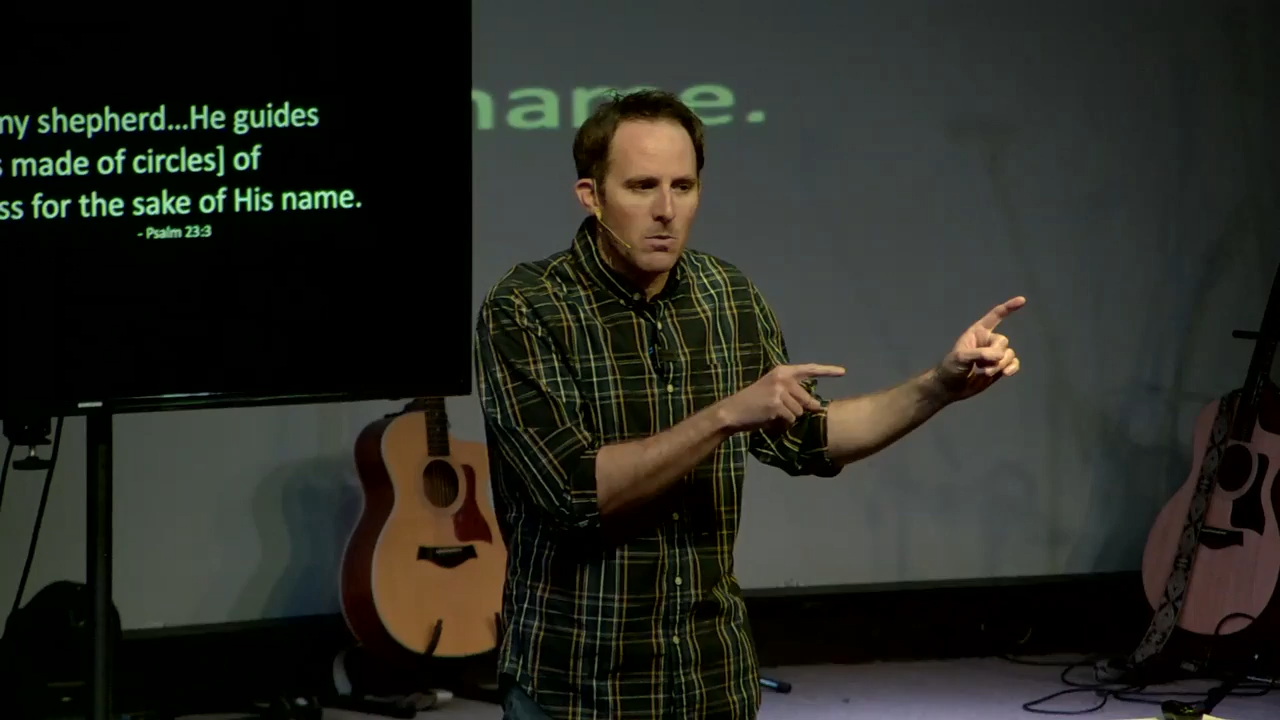 my shepherd...He guides
made of circles] of
ss for the sake of His name.
- Psalm 23:3
name.